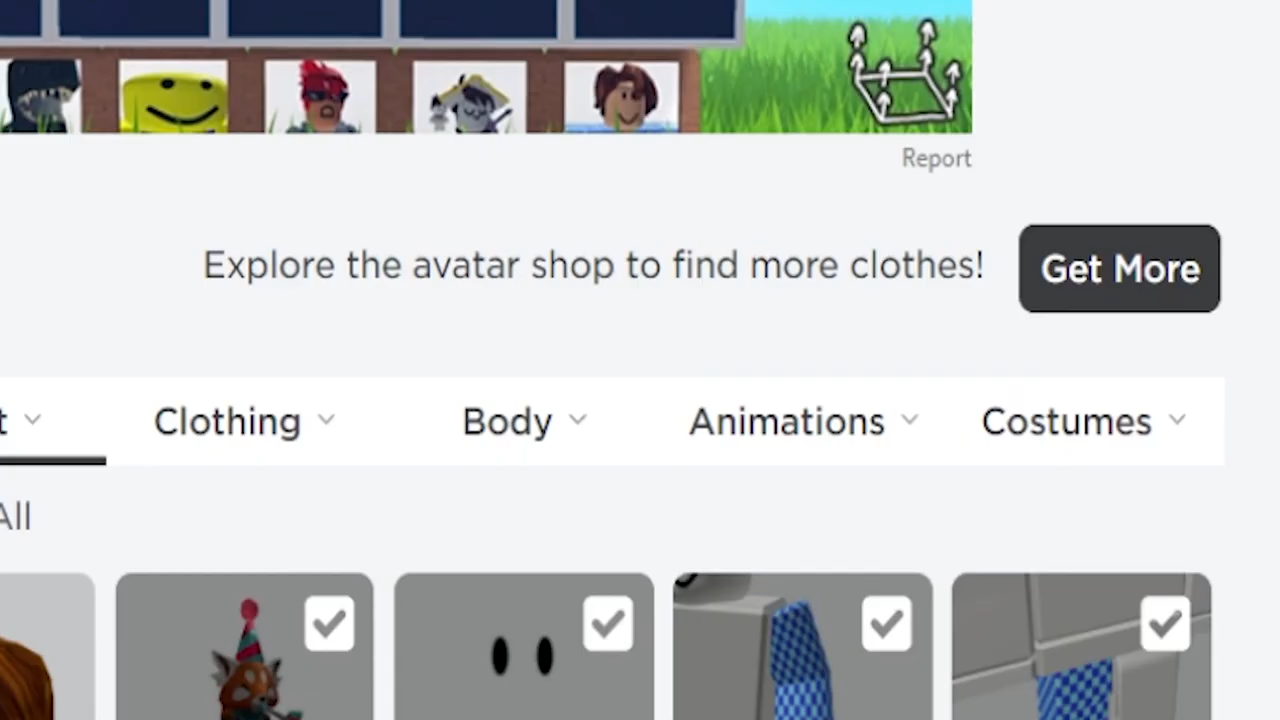 Report
Explore the avatar shop to find more clothes! Get More
t Clothing Body Animations Costumes
All